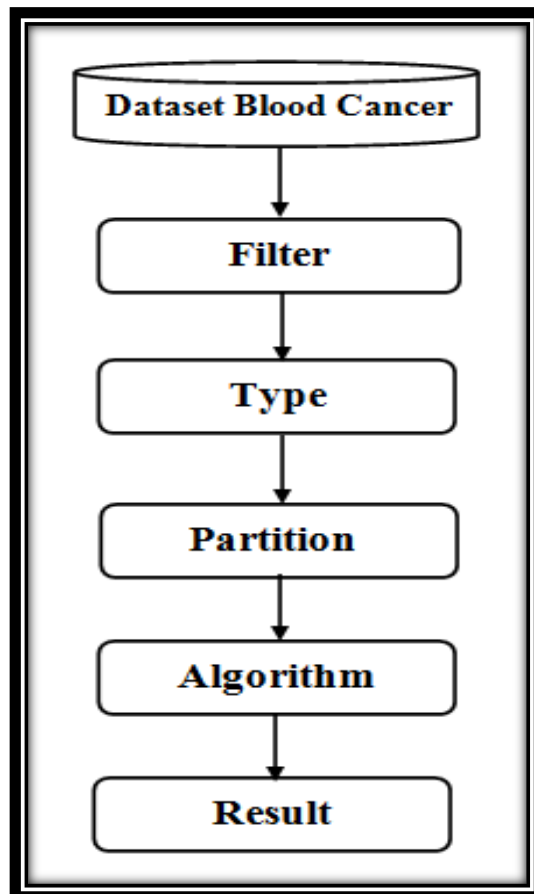 Dataset Blood Cancer
Filter
Type
Partition
Algorithm
Result